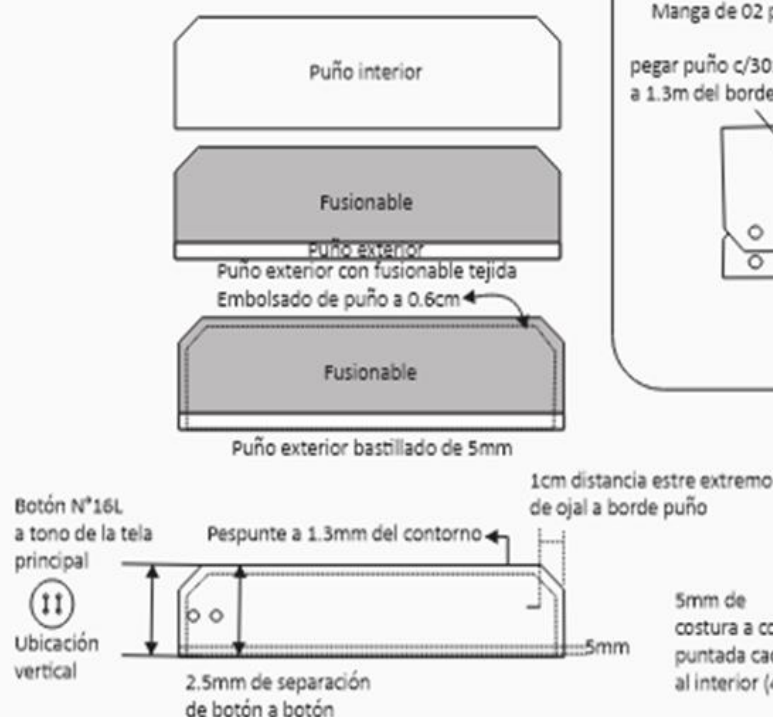 Puño interior
Fusionable
Puño exterior
Puño exterior con fusionable tejida
Embolsado de puño a 0.6cm
Fusionable
Puño exterior bastillado de 5mm
Manga de 02 p
pegar puño c/30
a 1.3m del borde
1cm distancia estre extremo
de ojal a borde puño
Botón N°16L
a tono de la tela
principal
Ubicación
vertical
Pespunte a 1.3mm del contorno
5mm
2.5mm de separación
de botón a botón
5mm de
costura a co
puntada cad
al interior (4